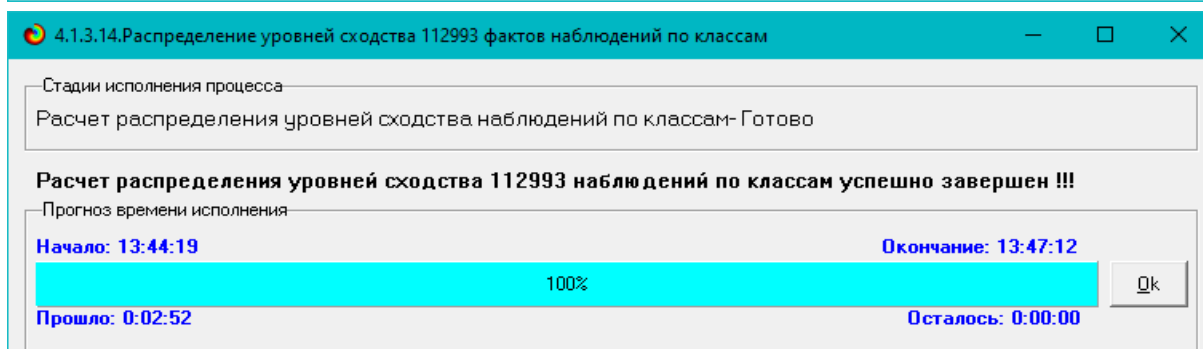 4.1.3.14.Распределение уровней сходства 112993 фактов наблюдений по классам
Стадии исполнения процесса
Расчет распределения уровней сходства наблюдений по классам- Готово
Расчет распределения уровней сходства 112993 наблюдений по классам успешно завершен !!!
Прогноз времени исполнения
Начало: 13:44:19 Окончание: 13:47:12
100% Ok
Прошло: 0:02:52 Осталось: 0:00:00